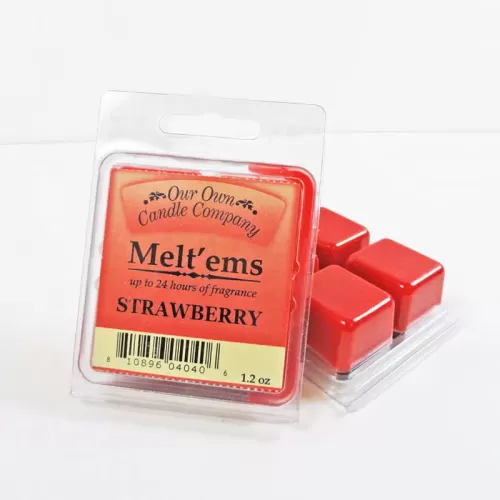 Our Own
Candle Company
Melt'ems
up to 24 hours of fragrance
STRAWBERRY
8 10896 04040 6
1.2 oz